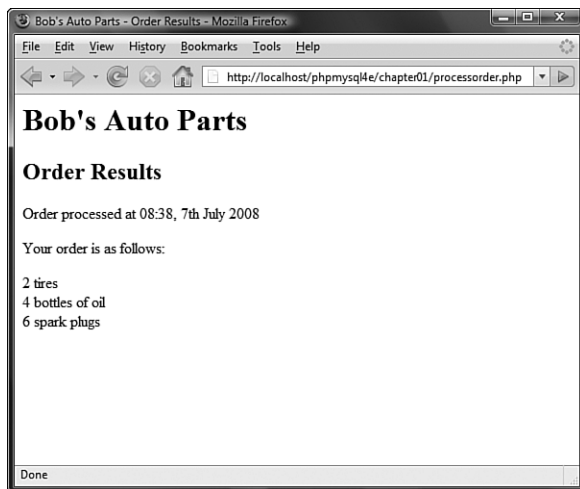 Bob's Auto Parts - Order Results - Mozilla Firefox
File Edit View History Bookmarks Tools Help
http://localhost/phpmysql4e/chapter01/processorder.php
Bob's Auto Parts
Order Results
Order processed at 08:38, 7th July 2008
Your order is as follows:
2 tires
4 bottles of oil
6 spark plugs
Done